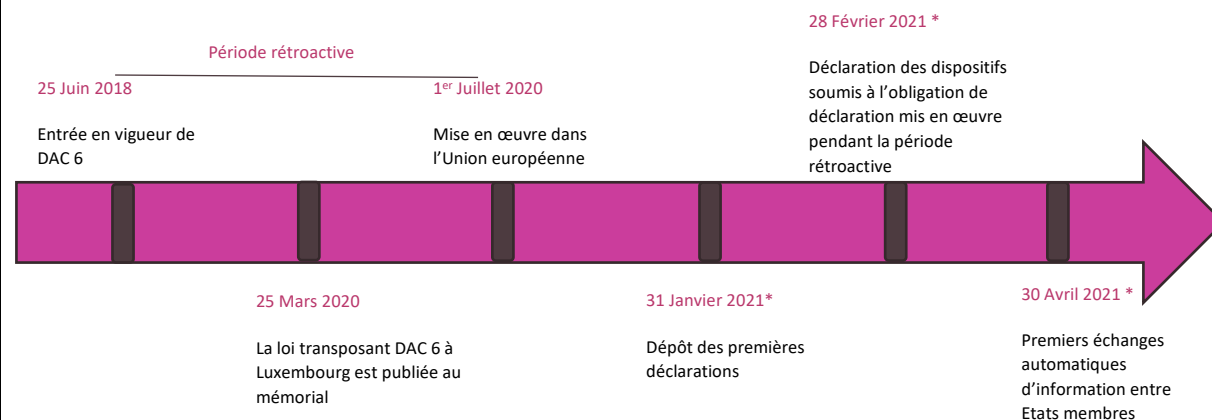 Période rétroactive
25 Juin 2018
Entrée en vigueur de
DAC 6
1er Juillet 2020
Mise en œuvre dans
l’Union européenne
28 Février 2021 *
Déclaration des dispositifs
soumis à l’obligation de
déclaration mis en œuvre
pendant la période
rétroactive
25 Mars 2020
La loi transposant DAC 6 à
Luxembourg est publiée au
mémorial
31 Janvier 2021*
Dépôt des premières
déclarations
30 Avril 2021 *
Premiers échanges
automatiques
d’information entre
Etats membres